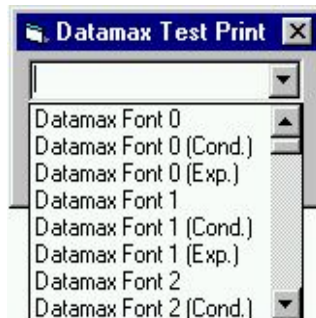 Datamax Test Print
Datamax Font 0
Datamax Font 0 (Cond.)
Datamax Font 0 (Exp.)
Datamax Font 1
Datamax Font 1 (Cond.)
Datamax Font 1 (Exp.)
Datamax Font 2
Datamax Font 2 (Cond.)